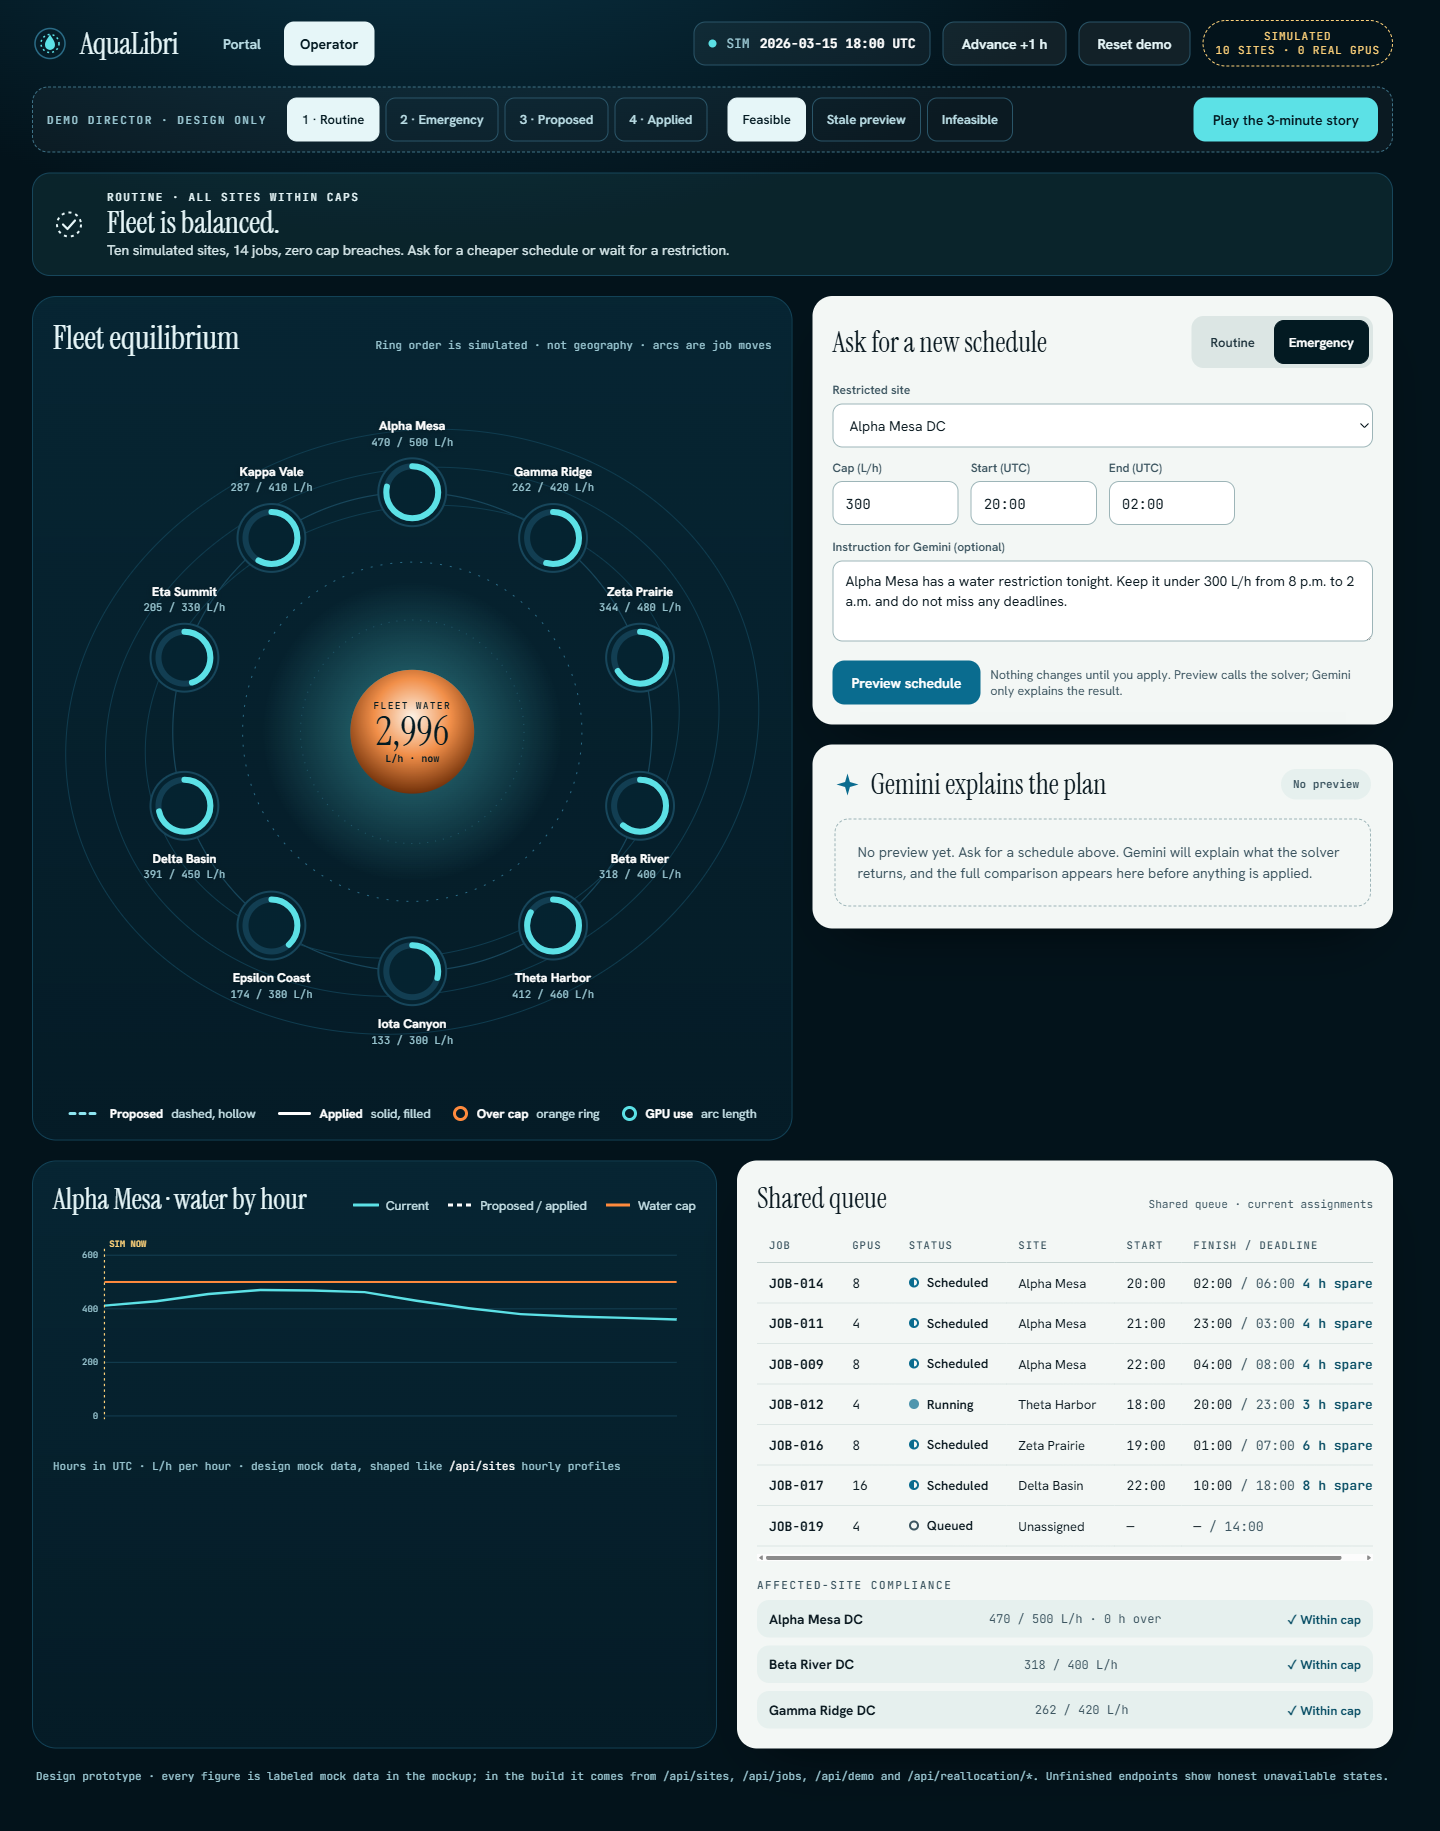 AquaLibri
Portal
Operator
SIM 2026-03-15 18:00 UTC
Advance +1 h
Reset demo
SIMULATED
10 SITES · 0 REAL GPUS
DEMO DIRECTOR · DESIGN ONLY
1 · Routine
2 · Emergency
3 · Proposed
4 · Applied
Feasible
Stale preview
Infeasible
Play the 3-minute story
ROUTINE · ALL SITES WITHIN CAPS
Fleet is balanced.
Ten simulated sites, 14 jobs, zero cap breaches. Ask for a cheaper schedule or wait for a restriction.
Fleet equilibrium
Ring order is simulated · not geography · arcs are job moves
Alpha Mesa
470 / 500 L/h
Kappa Vale
287 / 410 L/h
Gamma Ridge
262 / 420 L/h
Eta Summit
205 / 330 L/h
Zeta Prairie
344 / 480 L/h
FLEET WATER
2,996
L/h · now
Delta Basin
391 / 450 L/h
Beta River
318 / 400 L/h
Epsilon Coast
174 / 380 L/h
Theta Harbor
412 / 460 L/h
Iota Canyon
133 / 300 L/h
Proposed dashed, hollow
Applied solid, filled
Over cap orange ring
GPU use arc length
Ask for a new schedule
Routine
Emergency
Restricted site
Alpha Mesa DC
Cap (L/h)
Start (UTC)
End (UTC)
300
20:00
02:00
Instruction for Gemini (optional)
Alpha Mesa has a water restriction tonight. Keep it under 300 L/h from 8 p.m. to 2
a.m. and do not miss any deadlines.
Preview schedule
Nothing changes until you apply. Preview calls the solver; Gemini
only explains the result.
Gemini explains the plan
No preview
No preview yet. Ask for a schedule above. Gemini will explain what the solver
returns, and the full comparison appears here before anything is applied.
Alpha Mesa · water by hour
Current
Proposed / applied
Water cap
SIM NOW
600
400
200
0
Hours in UTC · L/h per hour · design mock data, shaped like /api/sites hourly profiles
Shared queue
Shared queue · current assignments
JOB GPUS STATUS SITE START FINISH / DEADLINE
JOB-014 8 Scheduled Alpha Mesa 20:00 02:00 / 06:00 4 h spare
JOB-011 4 Scheduled Alpha Mesa 21:00 23:00 / 03:00 4 h spare
JOB-009 8 Scheduled Alpha Mesa 22:00 04:00 / 08:00 4 h spare
JOB-012 4 Running Theta Harbor 18:00 20:00 / 23:00 3 h spare
JOB-016 8 Scheduled Zeta Prairie 19:00 01:00 / 07:00 6 h spare
JOB-017 16 Scheduled Delta Basin 22:00 10:00 / 18:00 8 h spare
JOB-019 4 Queued Unassigned — — / 14:00
AFFECTED-SITE COMPLIANCE
Alpha Mesa DC 470 / 500 L/h · 0 h over ✓ Within cap
Beta River DC 318 / 400 L/h ✓ Within cap
Gamma Ridge DC 262 / 420 L/h ✓ Within cap
Design prototype · every figure is labeled mock data in the mockup; in the build it comes from /api/sites, /api/jobs, /api/demo and /api/reallocation/*. Unfinished endpoints show honest unavailable states.